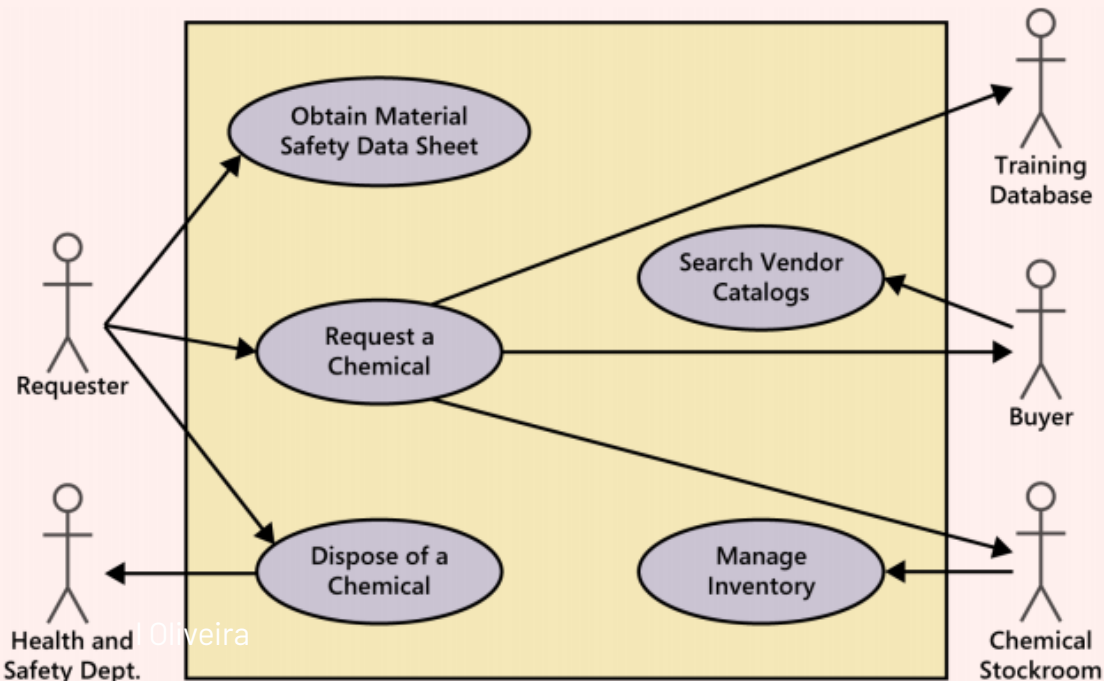 Obtain Material
Safety Data Sheet
Training
Database
Search Vendor
Catalogs
Request a
Chemical
Requester
Buyer
Dispose of a
Chemical
Manage
Inventory
Health and
Safety Dept.
Oliveira
Chemical
Stockroom